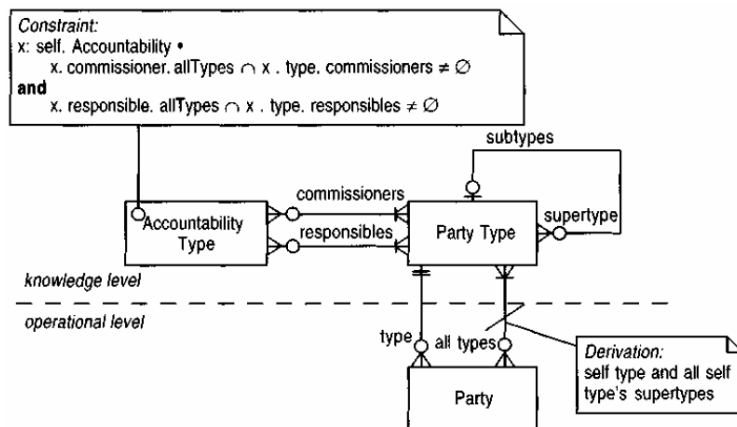 Constraint:
x: self. Accountability •
x. commissioner. allTypes ∩ x . type. commissioners ≠ ∅
and
x. responsible. allTypes ∩ x . type. responsibles ≠ ∅
subtypes
commissioners
Accountability
Type
responsibles
Party Type
supertype
knowledge level
operational level
type
all types
Derivation:
self type and all self
type's supertypes
Party